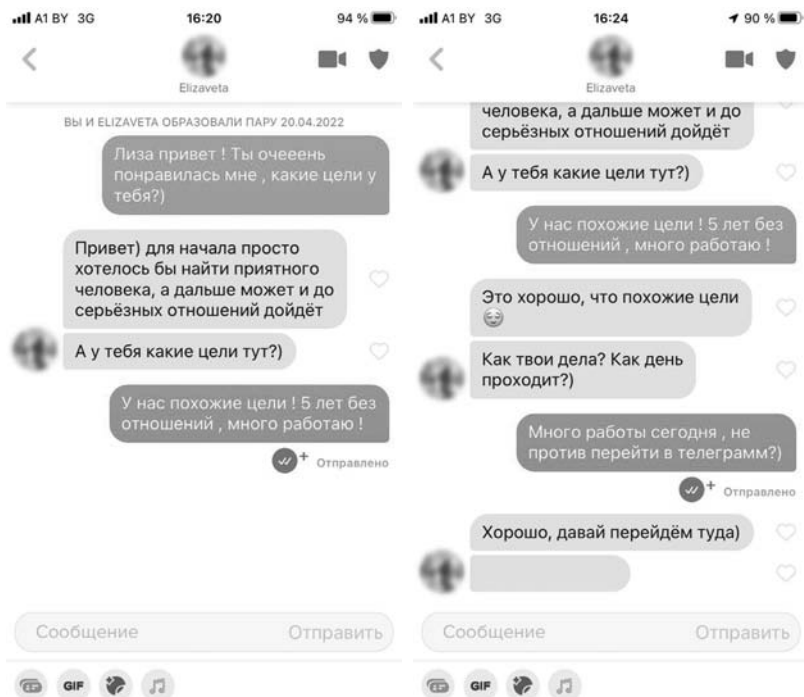 A1 BY 3G
16:20
94 %
Elizaveta
ВЫ И ELIZAVETA ОБРАЗОВАЛИ ПАРУ 20.04.2022
Лиза привет ! Ты очееень
понравилась мне , какие цели у
тебя?)
Привет) для начала просто
хотелось бы найти приятного
человека, а дальше может и до
серьёзных отношений дойдёт
А у тебя какие цели тут?)
У нас похожие цели ! 5 лет без
отношений , много работаю !
Отправлено
Сообщение
Отправить
GIF
A1 BY 3G
16:24
90 %
Elizaveta
человека, а дальше может и до
серьёзных отношений дойдёт
А у тебя какие цели тут?)
У нас похожие цели ! 5 лет без
отношений , много работаю !
Это хорошо, что похожие цели
Как твои дела? Как день
проходит?)
Много работы сегодня , не
против перейти в телеграмм?)
Отправлено
Хорошо, давай перейдём туда)
Сообщение
Отправить
GIF